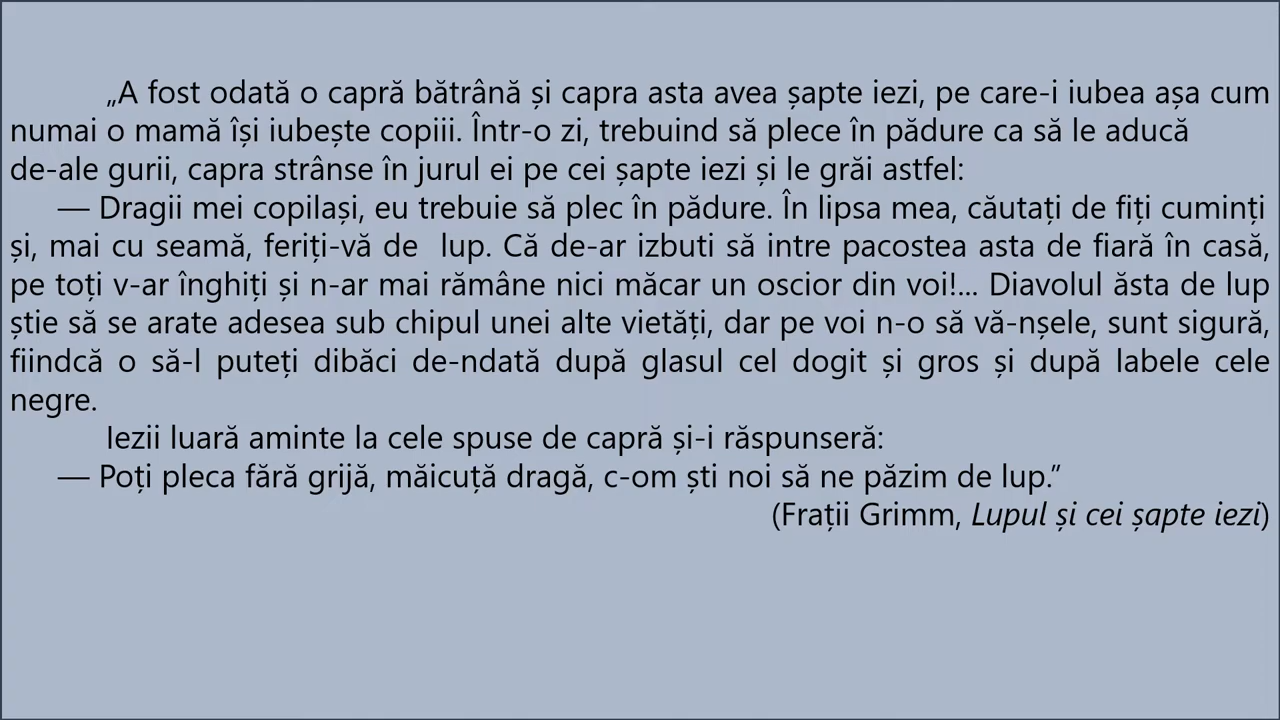 „A fost odată o capră bătrână și capra asta avea șapte iezi, pe care-i iubea așa cum
numai o mamă își iubește copiii. Într-o zi, trebuind să plece în pădure ca să le aducă
de-ale gurii, capra strânse în jurul ei pe cei șapte iezi și le grăi astfel:
— Dragii mei copilași, eu trebuie să plec în pădure. În lipsa mea, căutați de fiți cuminți
și, mai cu seamă, feriți-vă de  lup. Că de-ar izbuti să intre pacostea asta de fiară în casă,
pe toți v-ar înghiți și n-ar mai rămâne nici măcar un oscior din voi!... Diavolul ăsta de lup
știe să se arate adesea sub chipul unei alte vietăți, dar pe voi n-o să vă-nșele, sunt sigură,
fiindcă o să-l puteți dibăci de-ndată după glasul cel dogit și gros și după labele cele
negre.
Iezii luară aminte la cele spuse de capră și-i răspunseră:
— Poți pleca fără grijă, măicuță dragă, c-om ști noi să ne păzim de lup.”
(Frații Grimm, Lupul și cei șapte iezi)